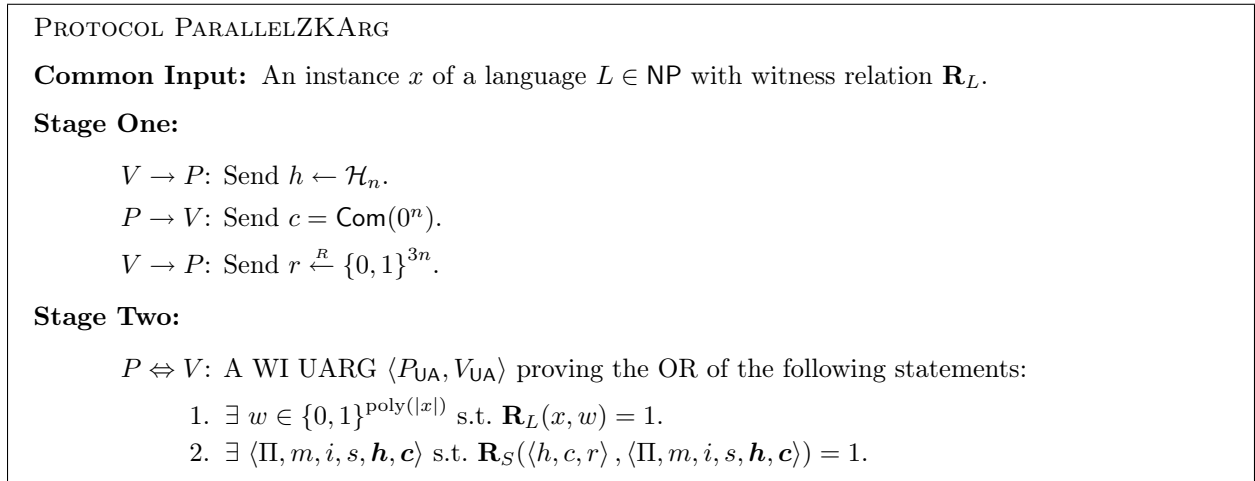 PROTOCOL PARALLELZKARG
Common Input: An instance x of a language L ∈ NP with witness relation R_L.
Stage One:
V → P: Send h ← H_n.
P → V: Send c = Com(0^n).
V → P: Send r ←^R {0,1}^{3n}.
Stage Two:
P ⇔ V: A WI UARG ⟨P_UA, V_UA⟩ proving the OR of the following statements:
1. ∃ w ∈ {0,1}^{poly(|x|)} s.t. R_L(x, w) = 1.
2. ∃ ⟨Π, m, i, s, h, c⟩ s.t. R_S(⟨h, c, r⟩, ⟨Π, m, i, s, h, c⟩) = 1.